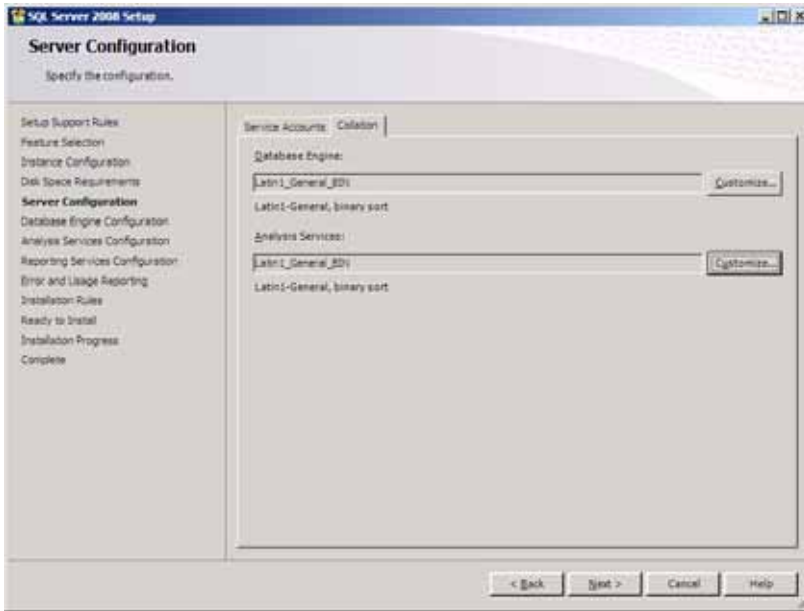 SQL Server 2008 Setup
Server Configuration
Specify the configuration.
Setup Support Rules
Feature Selection
Instance Configuration
Disk Space Requirements
Server Configuration
Database Engine Configuration
Analysis Services Configuration
Reporting Services Configuration
Error and Usage Reporting
Installation Rules
Ready to Install
Installation Progress
Complete
Service Accounts Collation
Database Engine:
Latin1_General_BIN
Customize...
Latin1-General, binary sort
Analysis Services:
Latin1_General_BIN
Customize...
Latin1-General, binary sort
< Back Next > Cancel Help